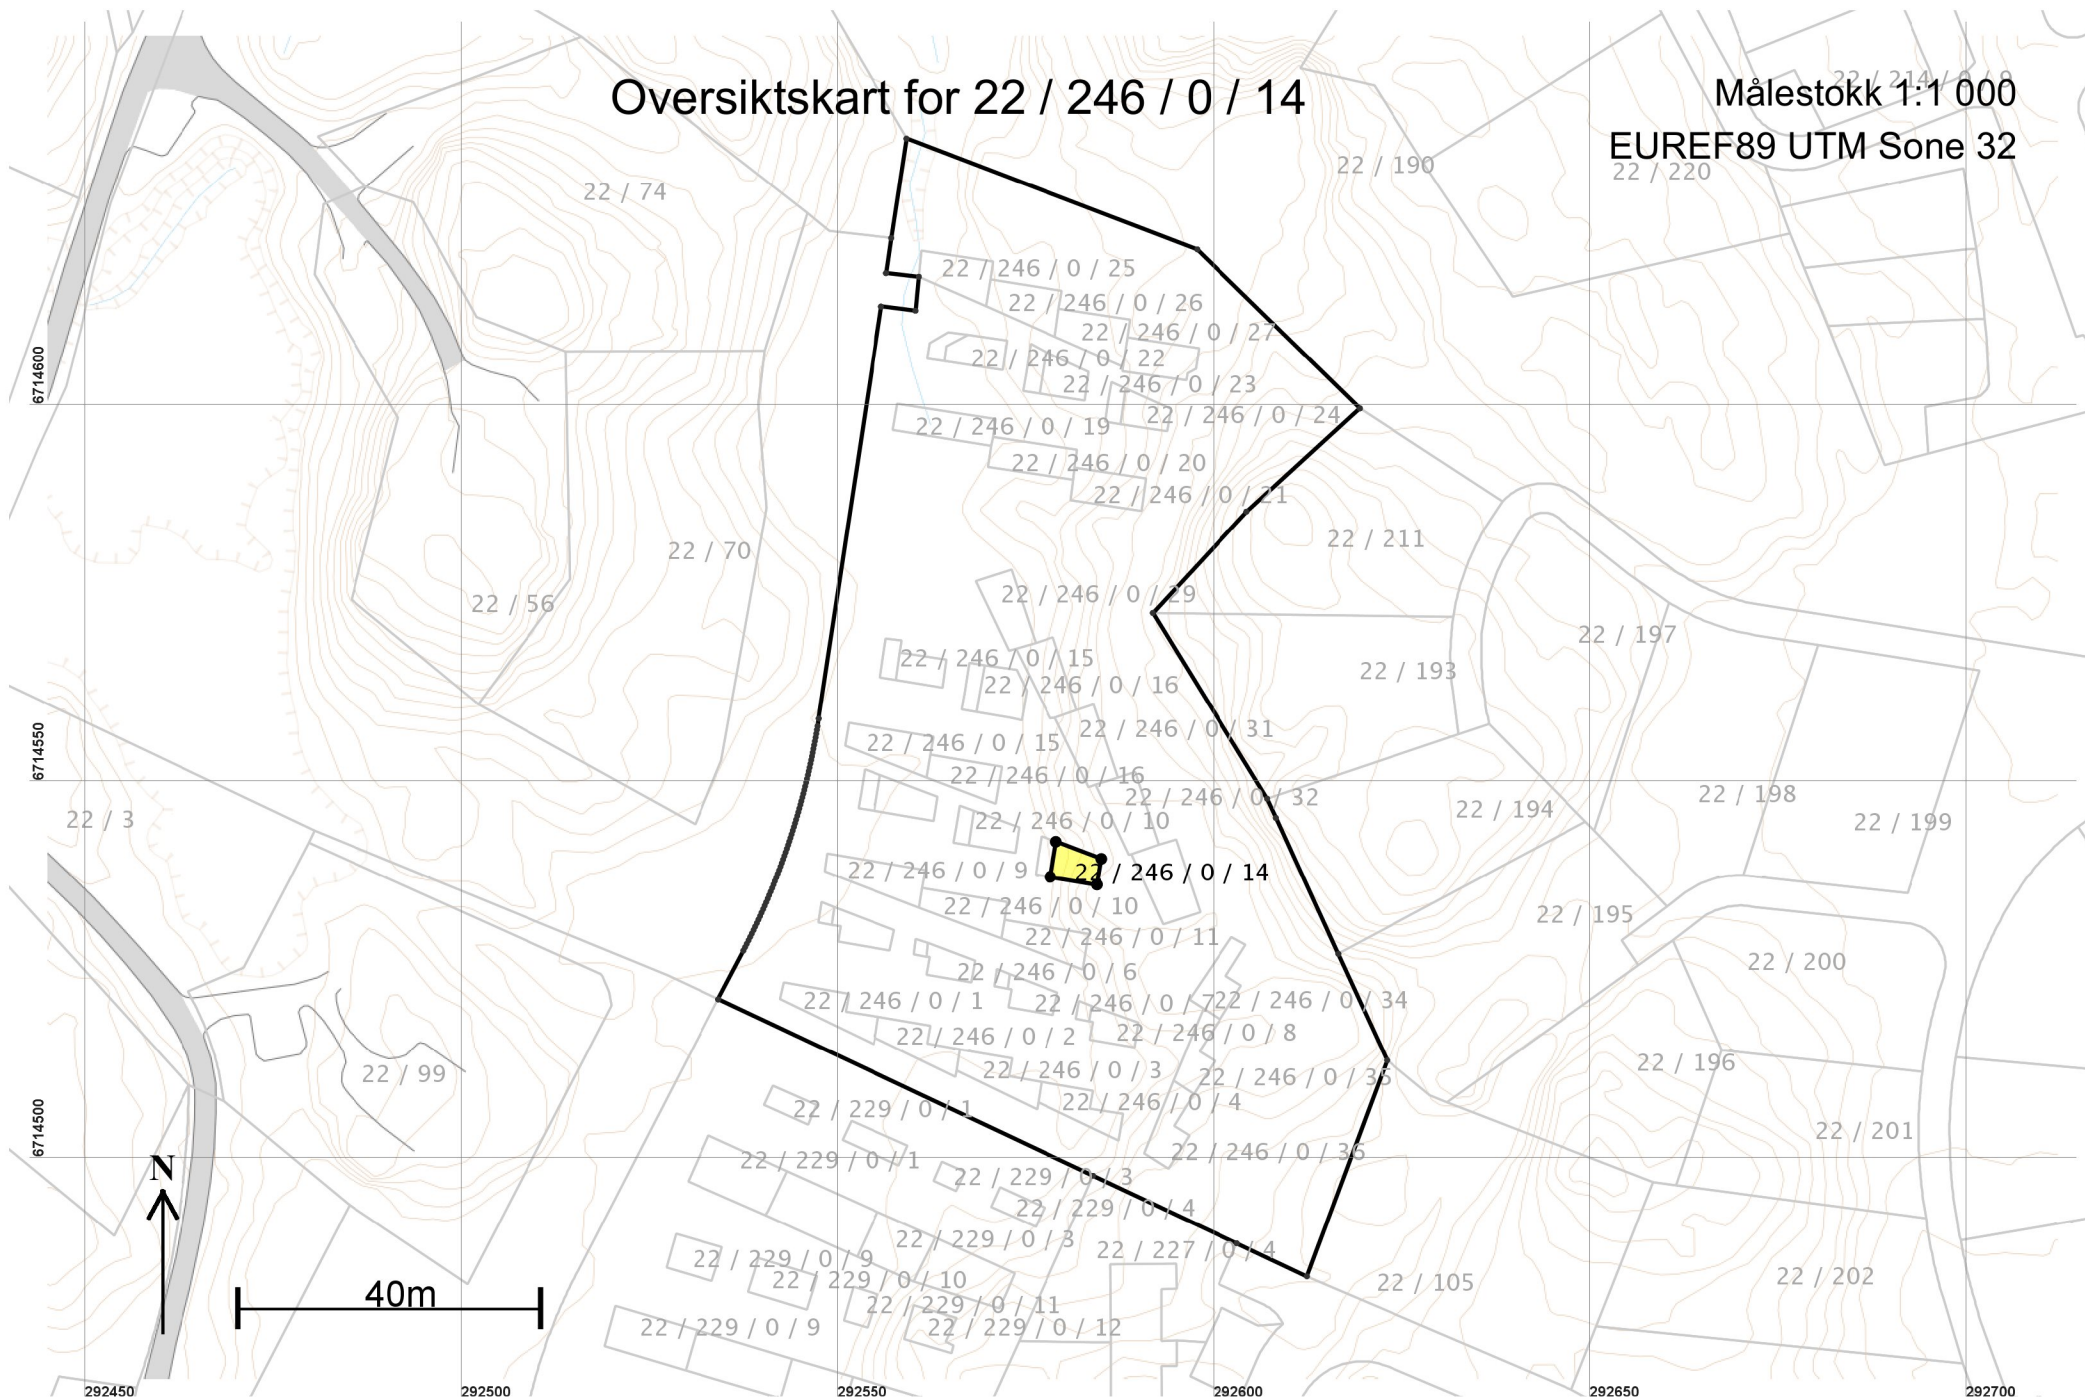 Oversiktskart for 22 / 246 / 0 / 14
22 / 214 / 0 / 8
Målestokk 1:1 000
EUREF89 UTM Sone 32
22 / 190
22 / 220
22 / 74
22 / 246 / 0 / 25
22 / 246 / 0 / 26
22 / 246 / 0 / 27
22 / 246 / 0 / 22
22 / 246 / 0 / 23
6714600
22 / 246 / 0 / 24
22 / 246 / 0 / 19
22 / 246 / 0 / 20
22 / 246 / 0 / 21
22 / 211
22 / 70
22 / 56
22 / 246 / 0 / 29
22 / 197
22 / 246 / 0 / 15
22 / 193
22 / 246 / 0 / 16
22 / 246 / 0 / 31
22 / 246 / 0 / 15
6714550
22 / 246 / 0 / 16
22 / 246 / 0 / 32
22 / 198
22 / 194
22 / 3
22 / 246 / 0 / 10
22 / 199
22 / 246 / 0 / 9
22 / 246 / 0 / 14
22 / 246 / 0 / 10
22 / 195
22 / 246 / 0 / 11
22 / 200
22 / 246 / 0 / 6
22 / 246 / 0 / 1
22 / 246 / 0 / 7
22 / 246 / 0 / 34
22 / 246 / 0 / 2
22 / 246 / 0 / 8
22 / 196
22 / 99
22 / 246 / 0 / 3
22 / 246 / 0 / 35
22 / 246 / 0 / 4
22 / 229 / 0 / 1
6714500
22 / 201
22 / 246 / 0 / 36
22 / 229 / 0 / 1
N
22 / 229 / 0 / 3
22 / 229 / 0 / 4
22 / 229 / 0 / 3
22 / 227 / 0 / 4
22 / 229 / 0 / 9
22 / 229 / 0 / 10
22 / 105
22 / 202
40m
22 / 229 / 0 / 11
22 / 229 / 0 / 9
22 / 229 / 0 / 12
292450
292500
292550
292600
292650
292700